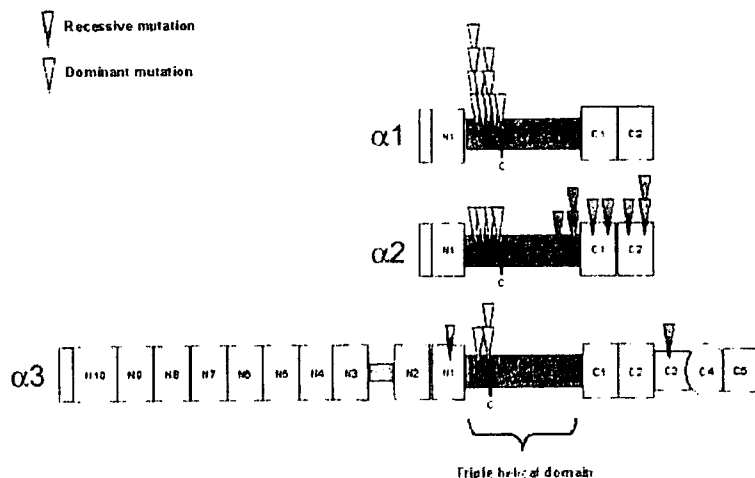 Recessive mutation
Dominant mutation
α1
N1
C1
C2
C
α2
N1
C1
C2
C
α3
N10
N9
N8
N7
N6
N5
N4
N3
N2
N1
C1
C2
C3
C4
C5
C
Triple helical domain